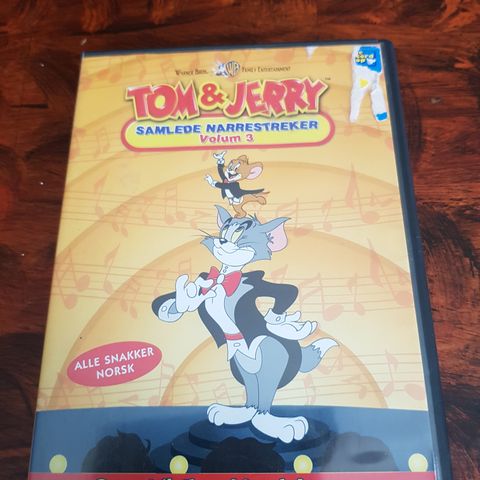 WARNER BROS. FAMILY ENTERTAINMENT
TOM & JERRY
SAMLEDE NARRESTREKER
Volum 3
ALLE SNAKKER
NORSK